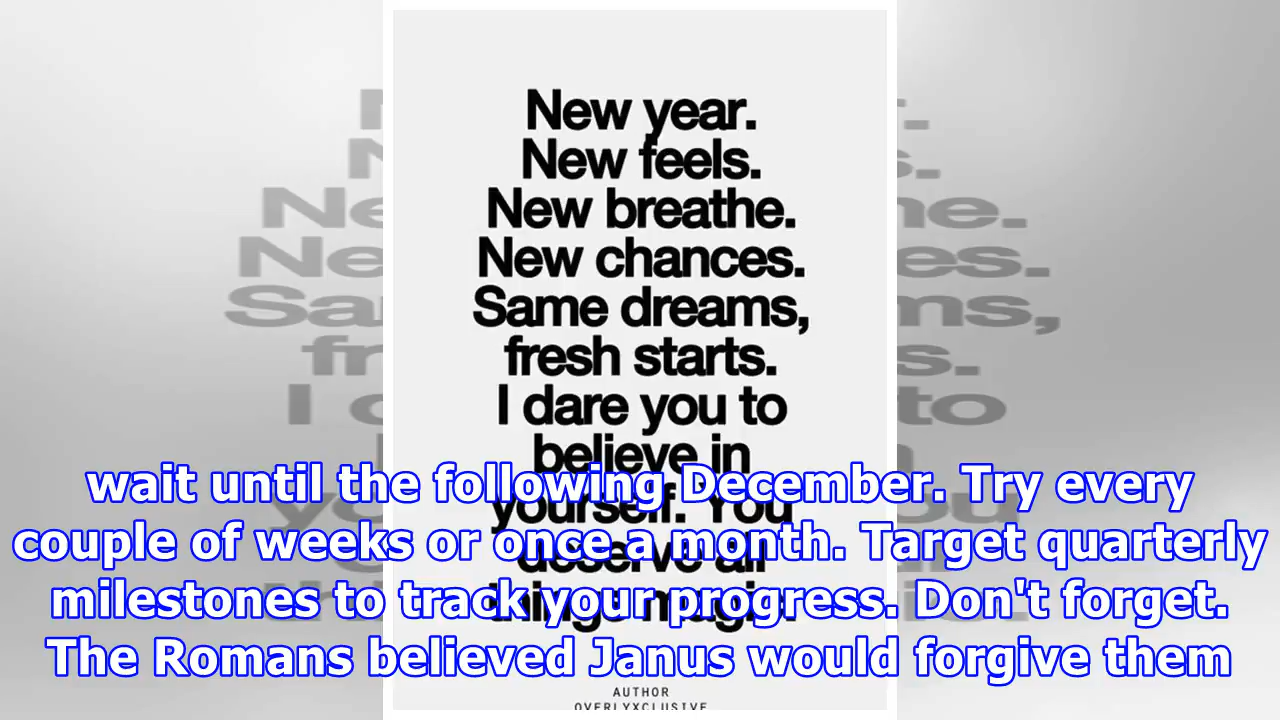 New year.
New feels.
New breathe.
New chances.
Same dreams,
fresh starts.
I dare you to
believe in
yourself. You
deserve all
things magic.
wait until the following December. Try every
couple of weeks or once a month. Target quarterly
milestones to track your progress. Don't forget.
The Romans believed Janus would forgive them
AUTHOR
OVERLYXCLUSIVE